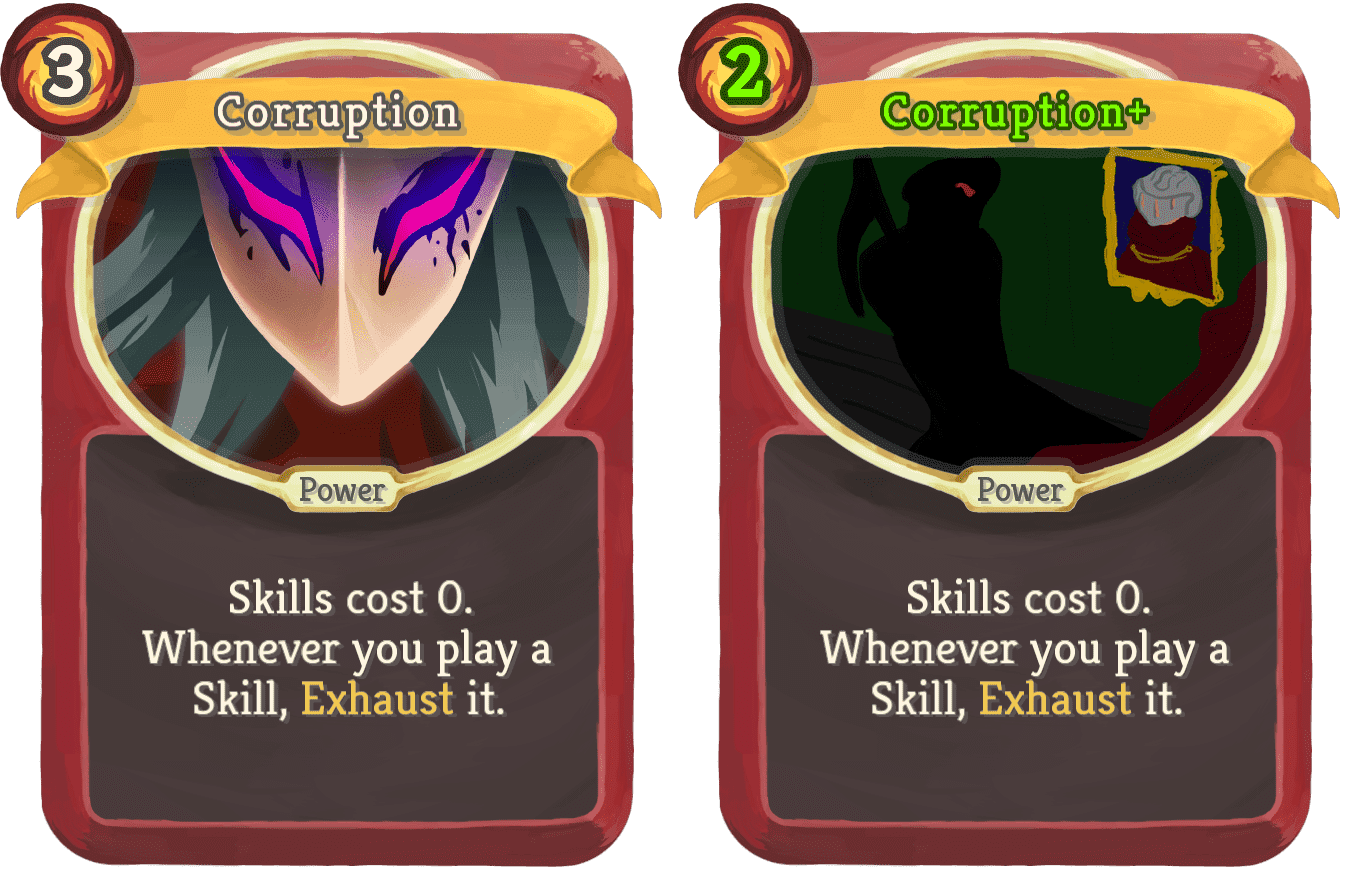 3
Corruption
Power
Skills cost 0.
Whenever you play a
Skill, Exhaust it.
2
Corruption+
Power
Skills cost 0.
Whenever you play a
Skill, Exhaust it.